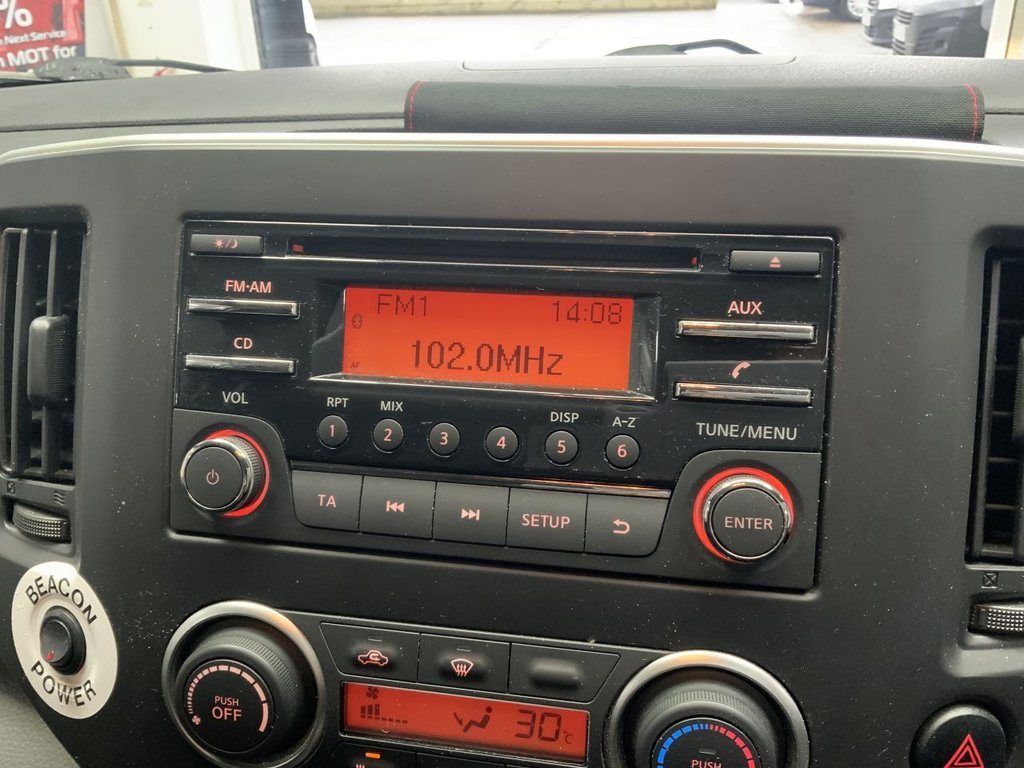 %
Next Service
MOT for
FM·AM
CD
VOL
FM1 14:08
AF
102.0MHz
AUX
RPT MIX DISP A-Z
1 2 3 4 5 6
TUNE/MENU
TA SETUP
ENTER
BEACON
POWER
PUSH
OFF
30°C
PUSH